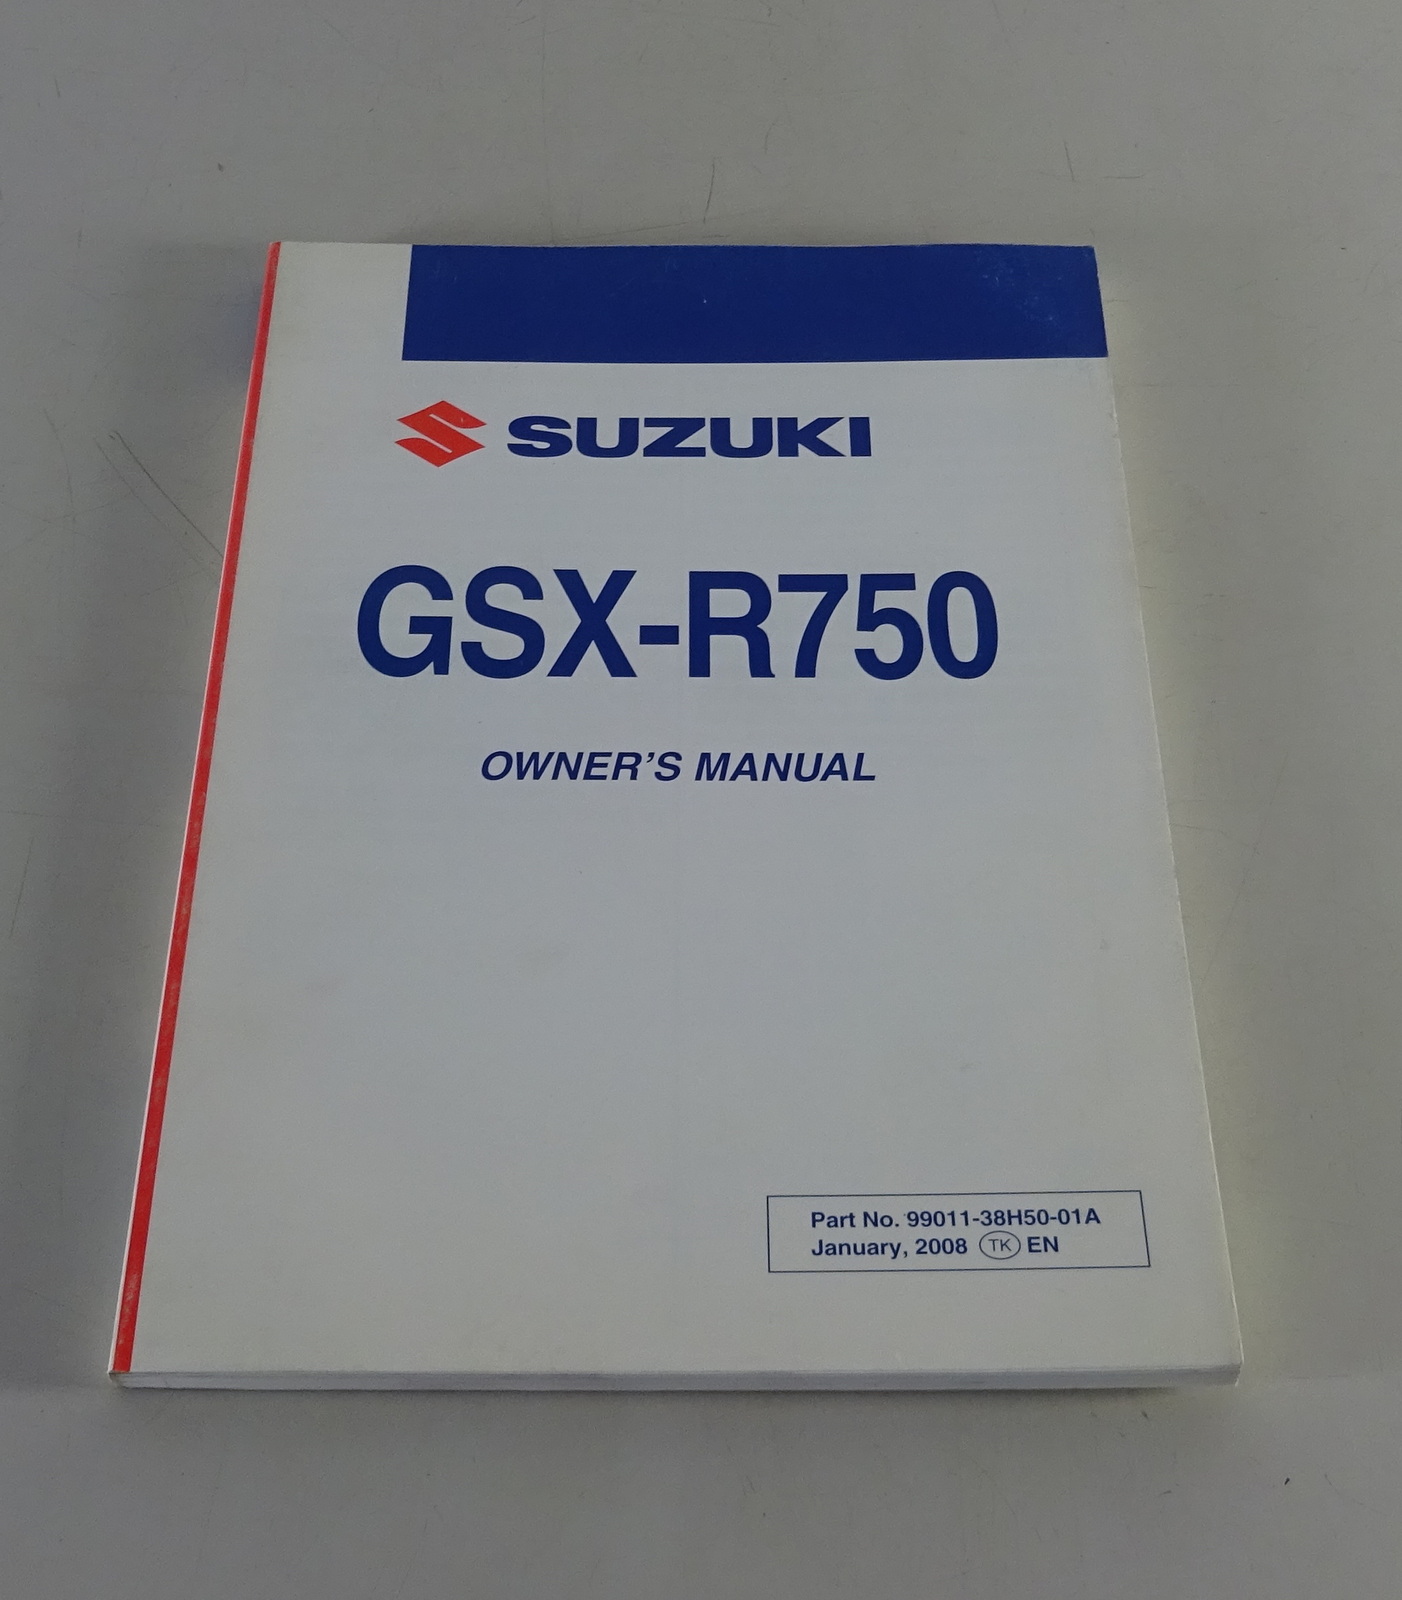 SUZUKI
GSX-R750
OWNER’S MANUAL
Part No. 99011-38H50-01A
January, 2008 TK EN